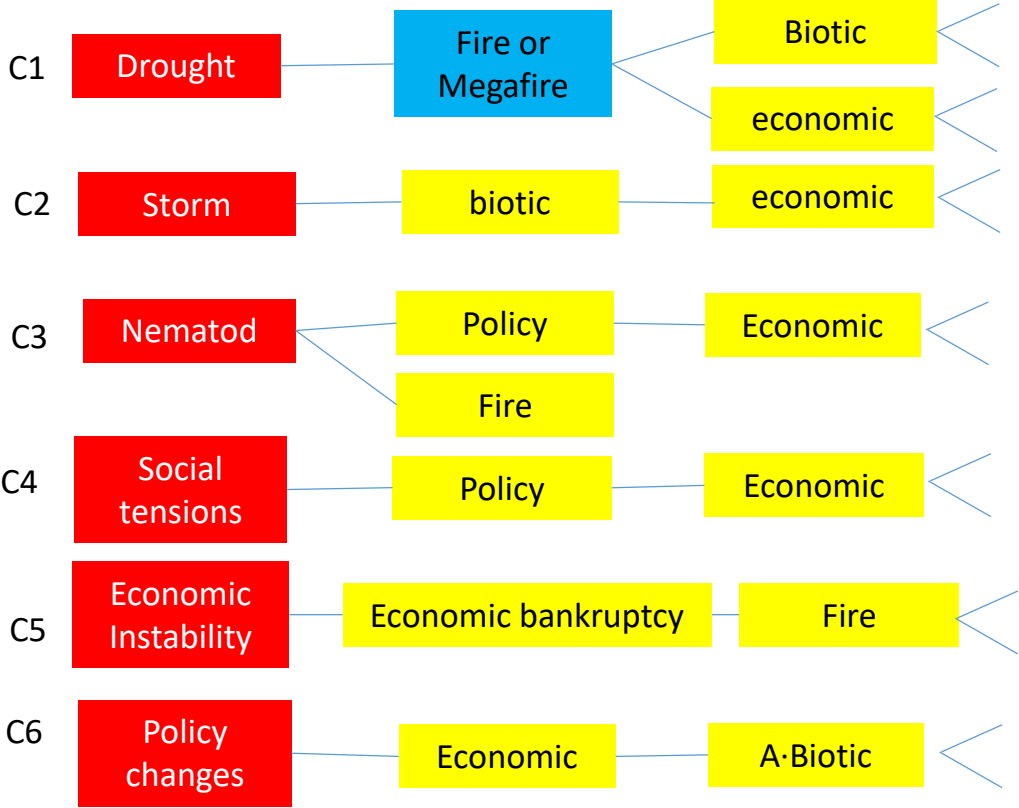 C1
Drought
Fire or
Megafire
Biotic
economic
C2
Storm
biotic
economic
C3
Nematod
Policy
Economic
Fire
C4
Social
tensions
Policy
Economic
C5
Economic
Instability
Economic bankruptcy
Fire
C6
Policy
changes
Economic
A·Biotic